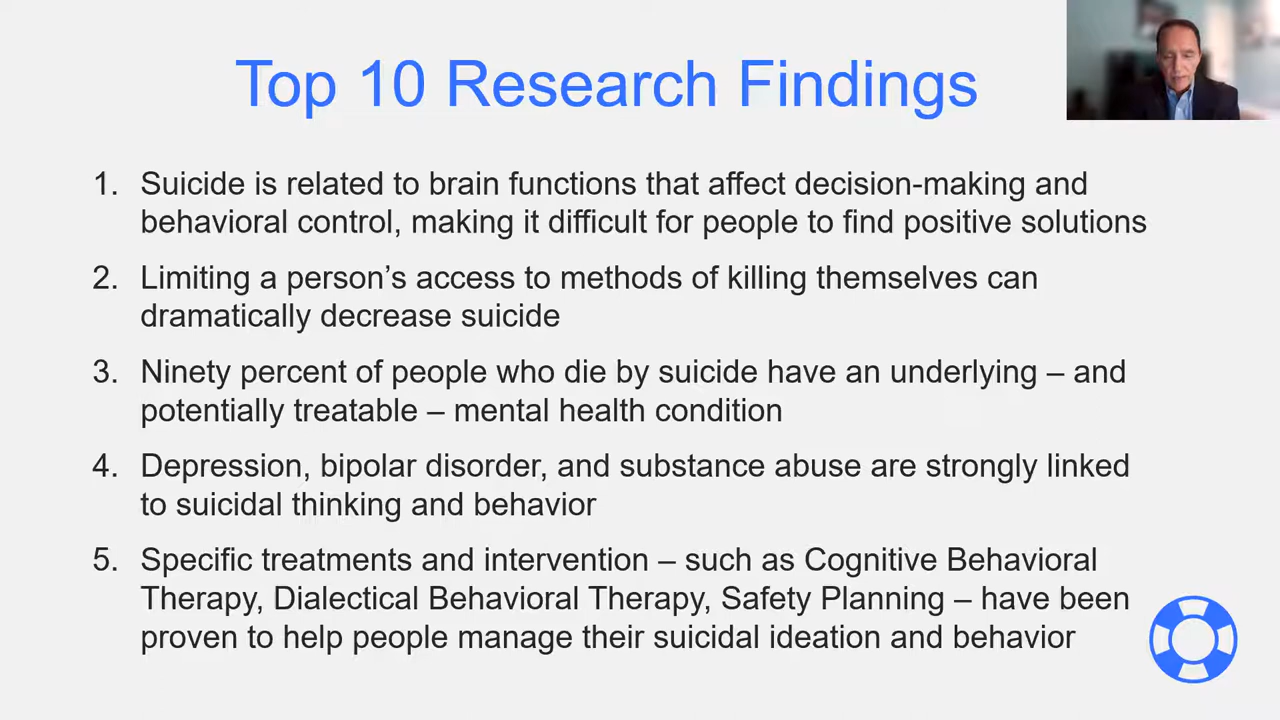 Top 10 Research Findings
1. Suicide is related to brain functions that affect decision-making and
behavioral control, making it difficult for people to find positive solutions
2. Limiting a person’s access to methods of killing themselves can
dramatically decrease suicide
3. Ninety percent of people who die by suicide have an underlying – and
potentially treatable – mental health condition
4. Depression, bipolar disorder, and substance abuse are strongly linked
to suicidal thinking and behavior
5. Specific treatments and intervention – such as Cognitive Behavioral
Therapy, Dialectical Behavioral Therapy, Safety Planning – have been
proven to help people manage their suicidal ideation and behavior